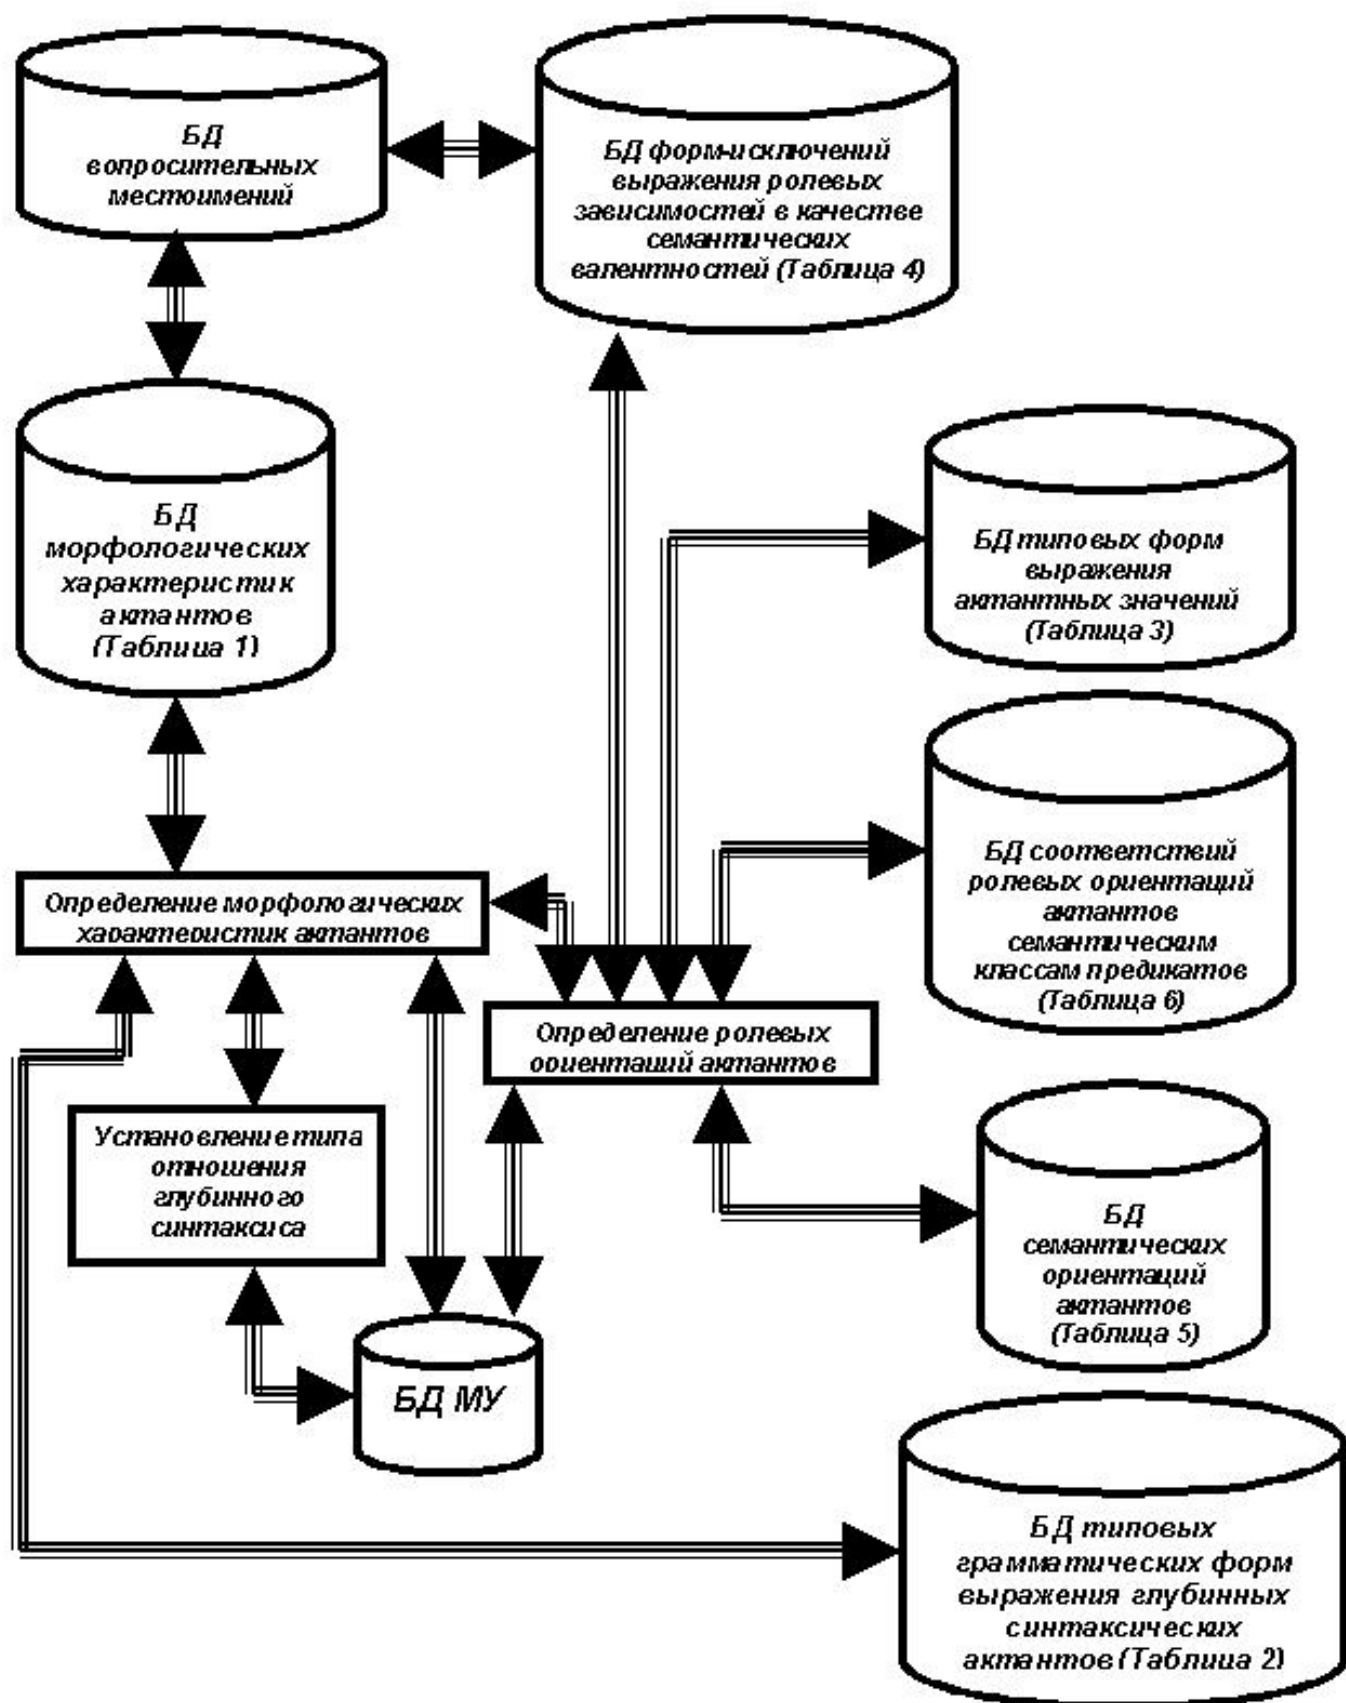 БД
вопросительных
местоимений
БД форм-исключений
выражения ролевых
зависимостей в качестве
семантических
валентностей (Таблица 4)
БД
морфологических
характеристик
актантов
(Таблица 1)
БД типовых форм
выражения
актантных значений
(Таблица 3)
БД соответствий
ролевых ориентаций
актантов
семантическим
классам предикатов
(Таблица 6)
Определение морфологических
характеристик актантов
Определение ролевых
ориентаций актантов
Установление типа
отношения
глубинного
синтаксиса
БД
семантических
ориентаций
актантов
(Таблица 5)
БД МУ
БД типовых
грамматических форм
выражения глубинных
синтаксических
актантов (Таблица 2)